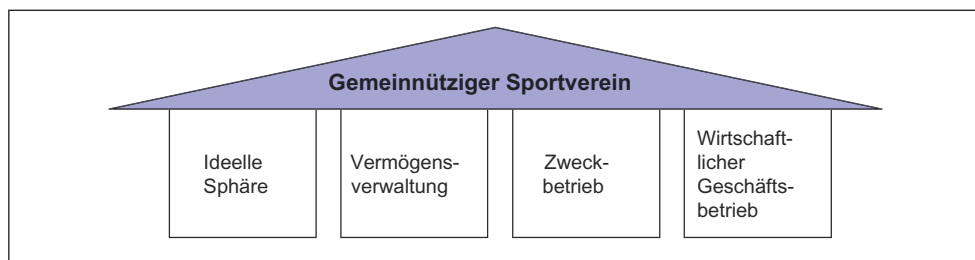 Gemeinnütziger Sportverein
Ideelle
Sphäre
Vermögens-
verwaltung
Zweck-
betrieb
Wirtschaft-
licher
Geschäfts-
betrieb